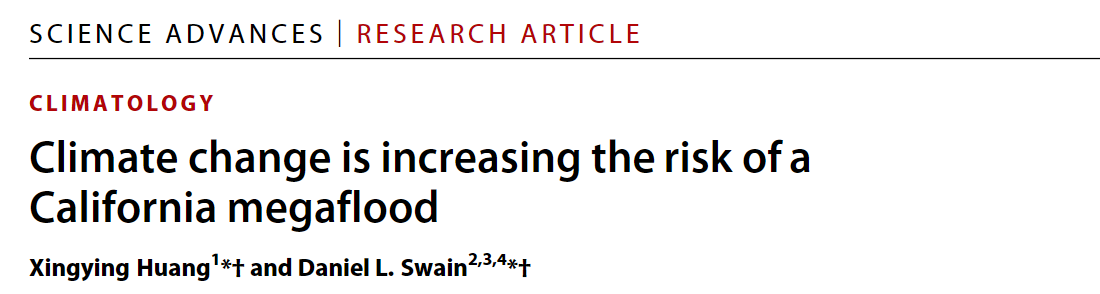 SCIENCE ADVANCES | RESEARCH ARTICLE
CLIMATOLOGY
Climate change is increasing the risk of a
California megaflood
Xingying Huang1*† and Daniel L. Swain2,3,4*†